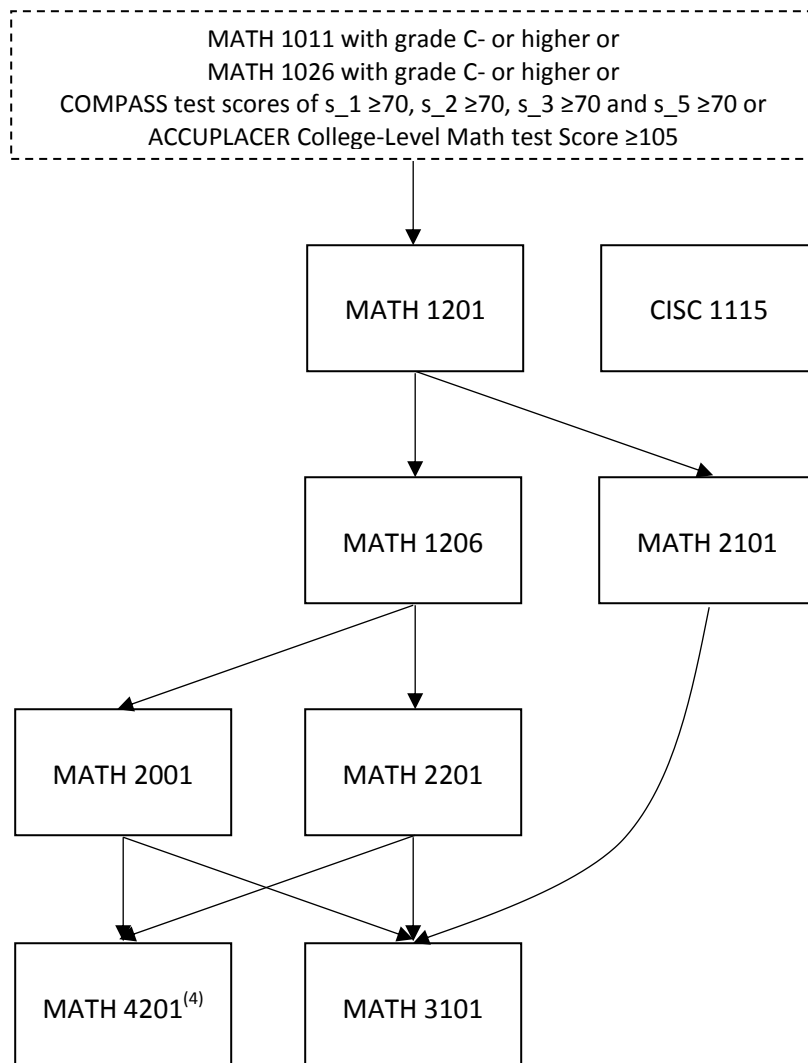 MATH 1011 with grade C- or higher or
MATH 1026 with grade C- or higher or
COMPASS test scores of s_1 ≥70, s_2 ≥70, s_3 ≥70 and s_5 ≥70 or
ACCUPLACER College-Level Math test Score ≥105
MATH 1201
CISC 1115
MATH 1206
MATH 2101
MATH 2001
MATH 2201
MATH 4201(4)
MATH 3101